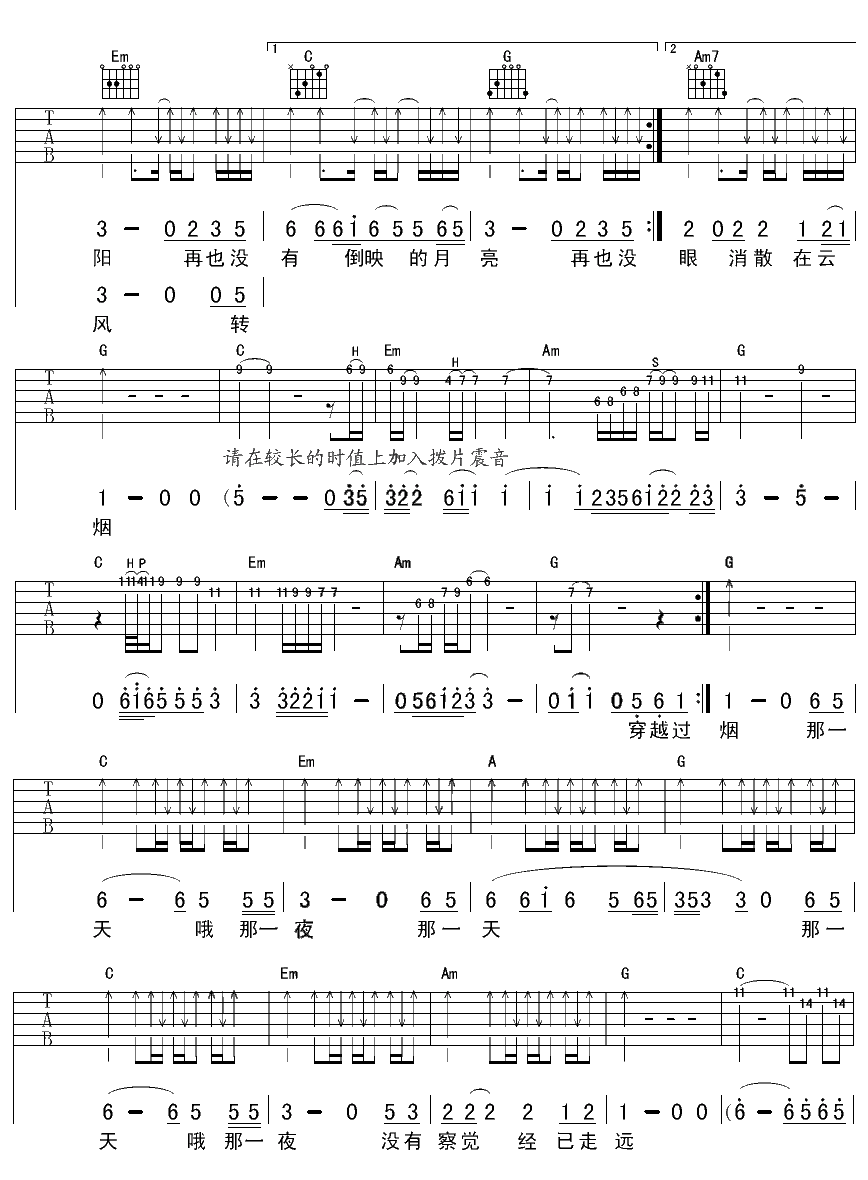 1 2
Em C G Am7
T A B
3 - 0 2 3 5 6 6 6 i 6 5 5 6 5 3 - 0 2 3 5 2 0 2 2 1 2 1
阳 再也没 有 倒映 的月 亮 再也没 眼 消散 在云
3 - 0 0 5
风 转
G C H Em H Am S G
T A B
9 9 6 9 6 9 9 4 7 7 7 7 6 8 6 8 7 9 9 9 11 11 9
请在较长的时值上加入拨片震音
1 - 0 0 (5 - - 0 3 5 3 2 2 6 i i i i i 2 3 5 6 i 2 2 2 3 3 - 5 -
烟
C H P Em Am G G
T A B
11 14 11 9 9 9 11 11 11 9 9 7 7 6 8 7 9 6 6 7 7
0 6 i 6 5 5 5 3 3 3 2 2 1 i - 0 5 6 1 2 3 3 - 0 i i 0 5 6 1 1 - 0 6 5
穿越过 烟 那一
C Em A G
T A B
6 - 6 5 5 5 3 - 0 6 5 6 6 i 6 5 6 5 3 5 3 3 0 6 5
天 哦 那一 夜 那一 天 那一
C Em Am G C
T A B
11 11 14 11 14
6 - 6 5 5 5 3 - 0 5 3 2 2 2 2 1 2 1 - 0 0 (6 - 6 5 6 5
天 哦 那一 夜 没有 察觉 经 已走 远